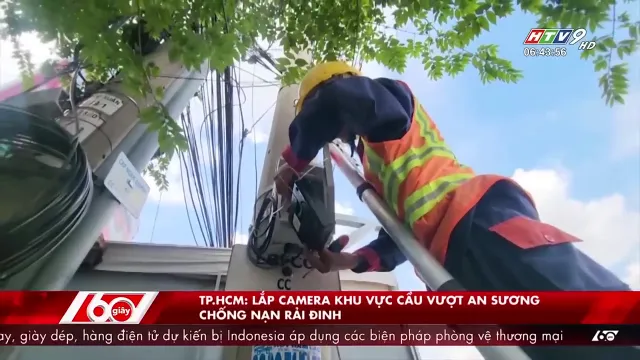 HTV9 HD
06:43:56
60 giây
TP.HCM: LẮP CAMERA KHU VỰC CẦU VƯỢT AN SƯƠNG
CHỐNG NẠN RẢI ĐINH
ay, giày dép, hàng điện tử dự kiến bị Indonesia áp dụng các biện pháp phòng vệ thương mại
60
CC